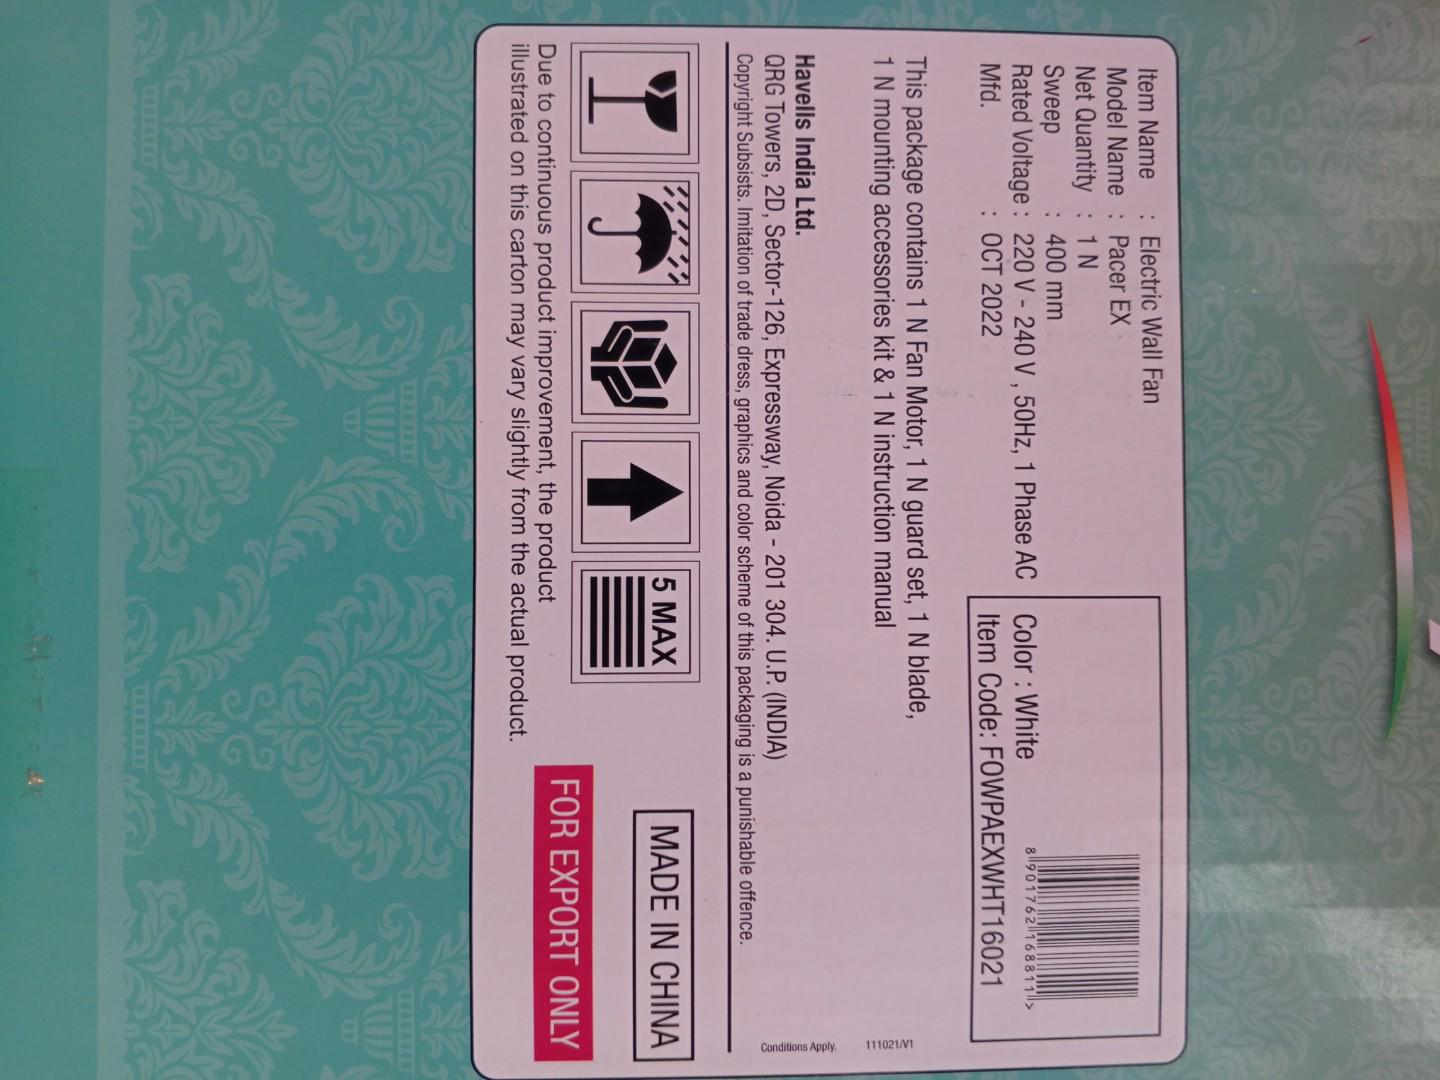 Item Name : Electric Wall Fan
Model Name : Pacer EX
Net Quantity : 1 N
Sweep : 400 mm
Rated Voltage : 220 V - 240 V , 50Hz, 1 Phase AC
Mfd. : OCT 2022
8 901762 168811 >
Color : White
Item Code: FOWPAEXWHT16021
This package contains 1 N Fan Motor, 1 N guard set, 1 N blade,
1 N mounting accessories kit & 1 N instruction manual
111021/V1
Conditions Apply.
Havells India Ltd.
QRG Towers, 2D, Sector-126, Expressway, Noida - 201 304. U.P. (INDIA)
Copyright Subsists. Imitation of trade dress, graphics and color scheme of this packaging is a punishable offence.
5 MAX
MADE IN CHINA
Due to continuous product improvement, the product
illustrated on this carton may vary slightly from the actual product.
FOR EXPORT ONLY